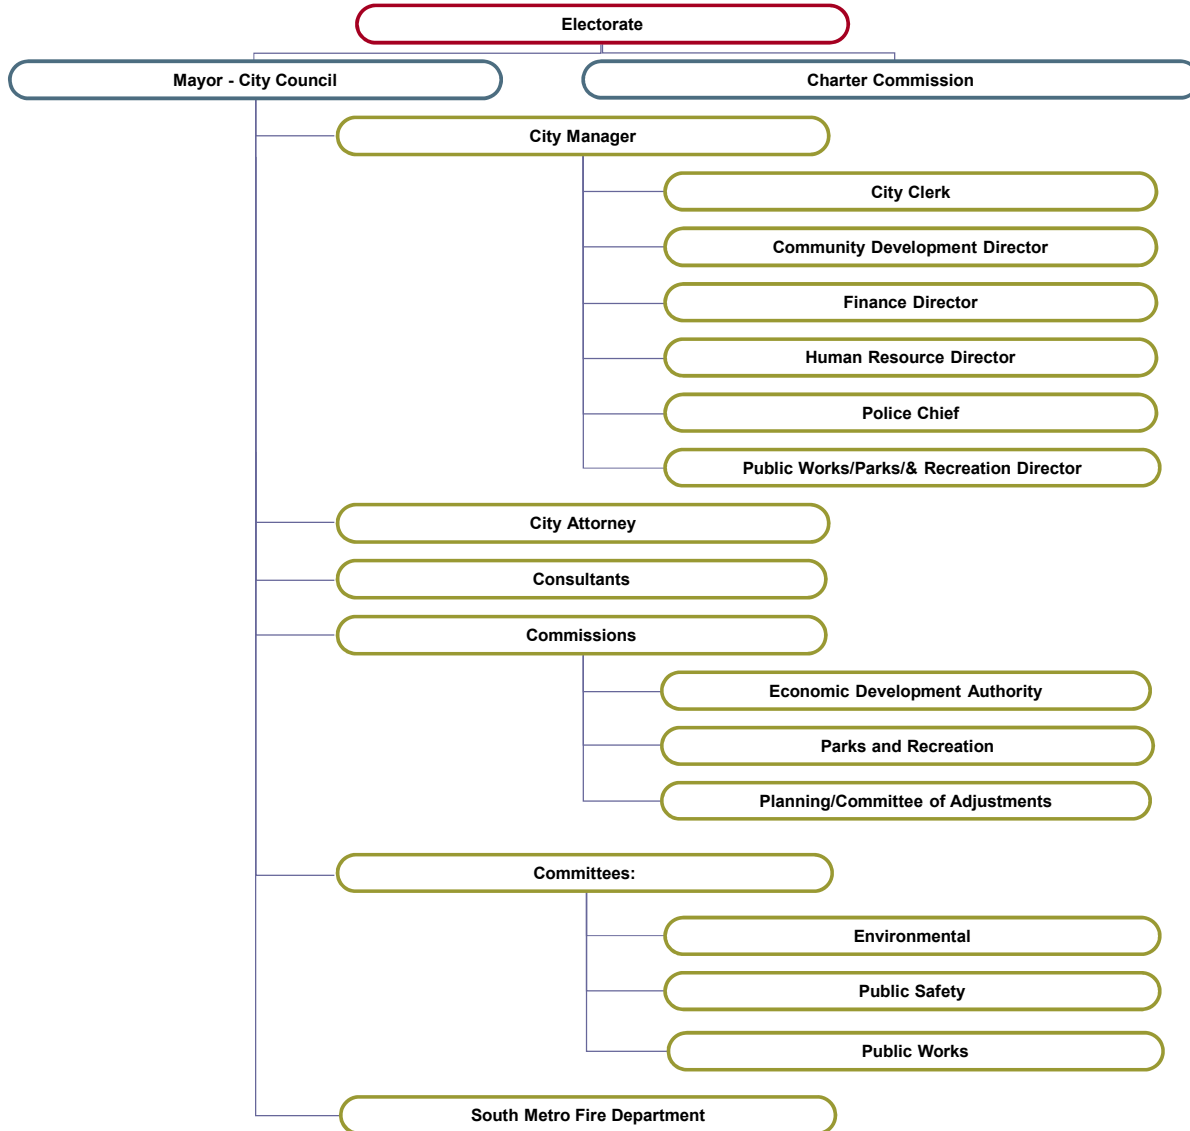 Electorate
Mayor - City Council
Charter Commission
City Manager
City Clerk
Community Development Director
Finance Director
Human Resource Director
Police Chief
Public Works/Parks/& Recreation Director
City Attorney
Consultants
Commissions
Economic Development Authority
Parks and Recreation
Planning/Committee of Adjustments
Committees:
Environmental
Public Safety
Public Works
South Metro Fire Department